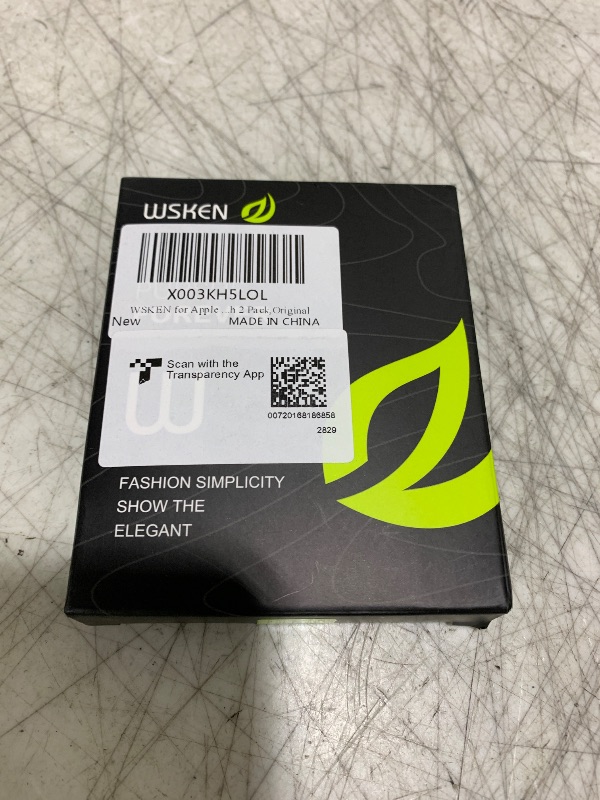 WSKEN
X003KH5LOL
WSKEN for Apple ...h 2 Pack,Original
New MADE IN CHINA
Scan with the
Transparency App
00720168186858
2829
W
FASHION SIMPLICITY
SHOW THE
ELEGANT